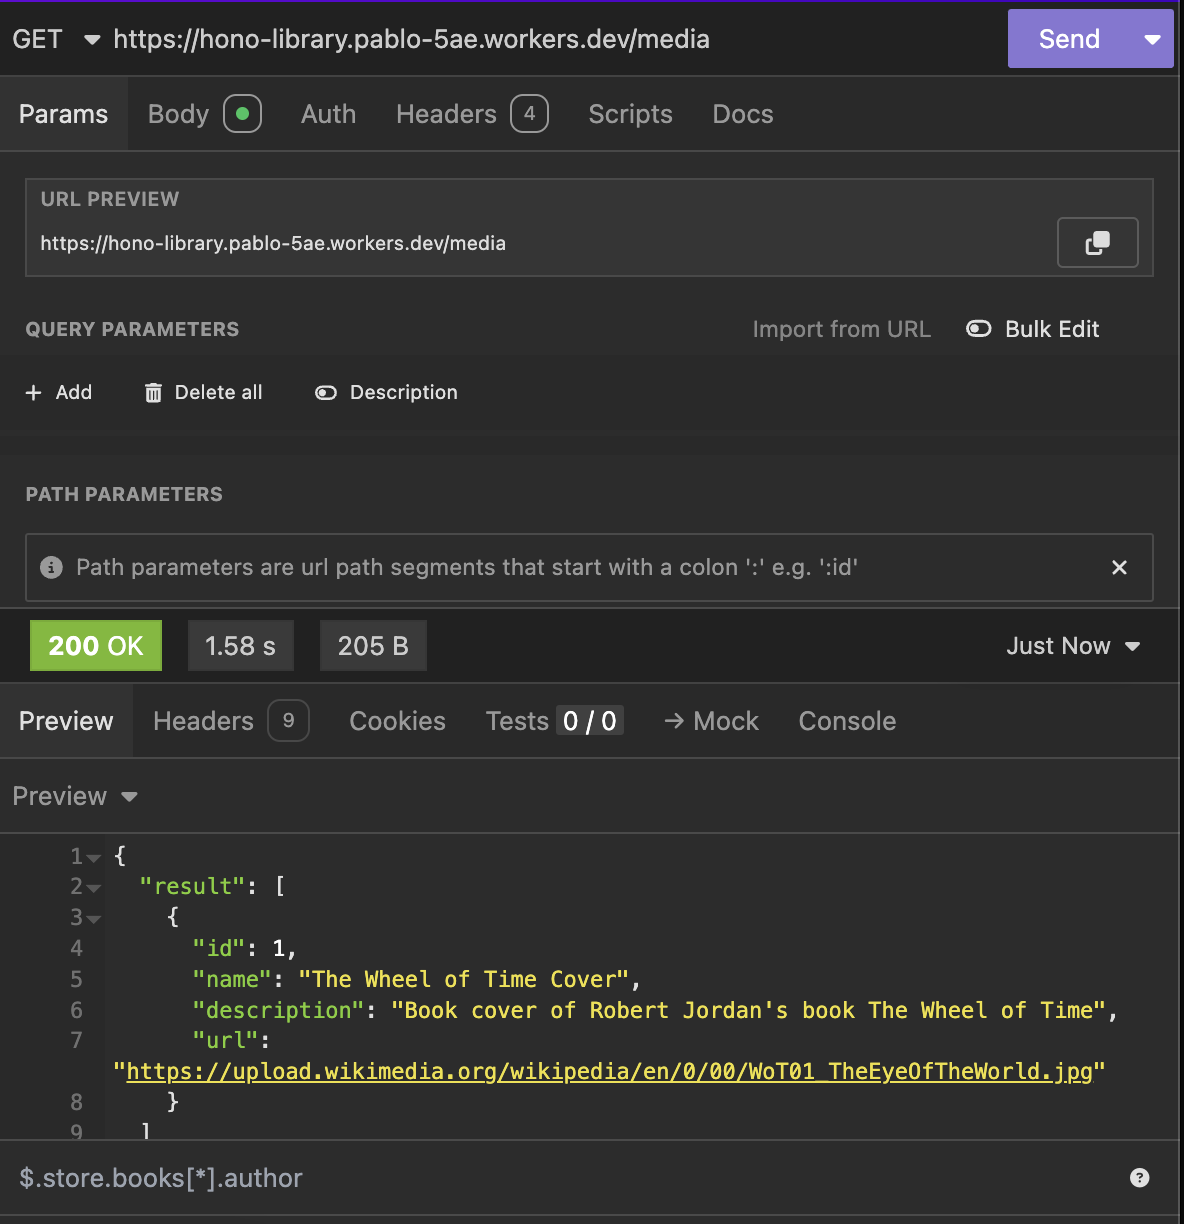 GET https://hono-library.pablo-5ae.workers.dev/media Send
Params Body Auth Headers 4 Scripts Docs
URL PREVIEW
https://hono-library.pablo-5ae.workers.dev/media
QUERY PARAMETERS Import from URL Bulk Edit
+ Add Delete all Description
PATH PARAMETERS
Path parameters are url path segments that start with a colon ':' e.g. ':id'
200 OK 1.58 s 205 B Just Now
Preview Headers 9 Cookies Tests 0 / 0 → Mock Console
Preview
1 {
2 "result": [
3 {
4 "id": 1,
5 "name": "The Wheel of Time Cover",
6 "description": "Book cover of Robert Jordan's book The Wheel of Time",
7 "url":
"https://upload.wikimedia.org/wikipedia/en/0/00/WoT01_TheEyeOfTheWorld.jpg"
8 }
9 ]
$.store.books[*].author ?